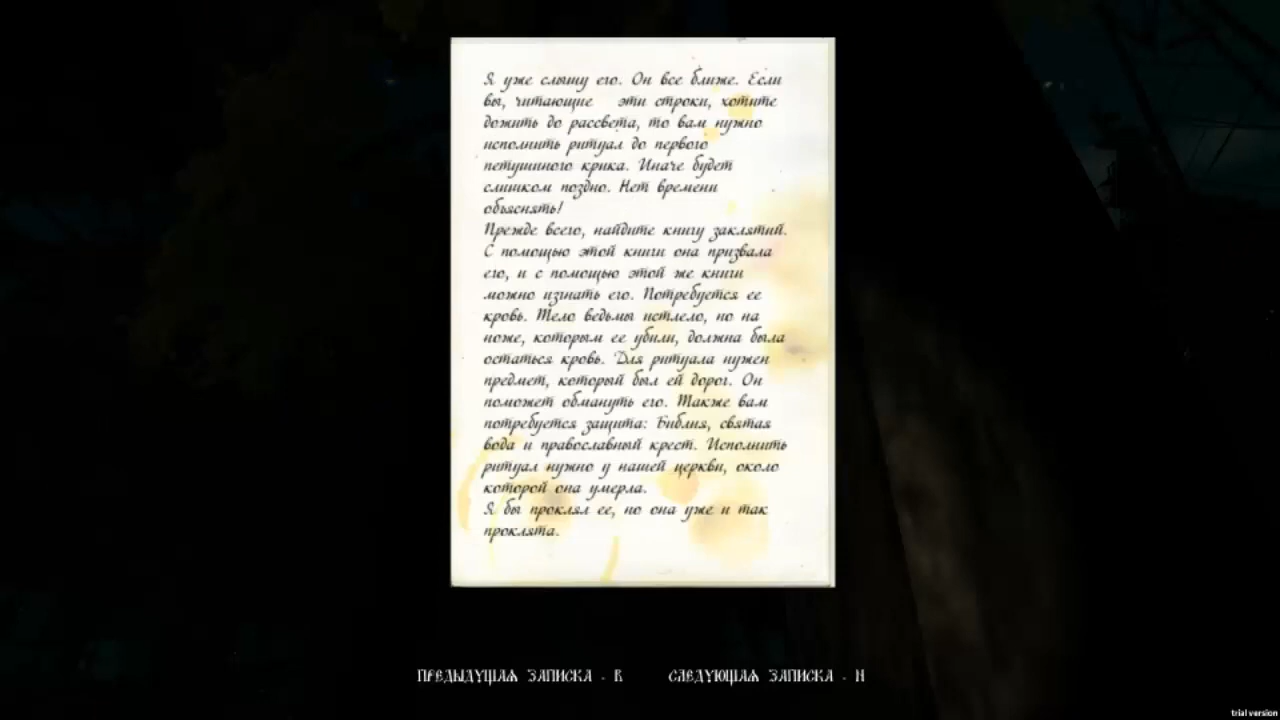 Я уже слышу его. Он все ближе. Если
вы, читающие эти строки, хотите
дожить до рассвета, то вам нужно
исполнить ритуал до первого
петушиного крика. Иначе будет
слишком поздно. Нет времени
объяснять!
Прежде всего, найдите книгу заклятий.
С помощью этой книги она призвала
его, и с помощью этой же книги
можно изгнать его. Потребуется ее
кровь. Тело ведьмы истлело, но на
ноже, которым ее убили, должна была
остаться кровь. Для ритуала нужен
предмет, который был ей дорог. Он
поможет обмануть его. Также вам
потребуется защита: Библия, святая
вода и православный крест. Исполнить
ритуал нужно у нашей церкви, около
которой она умерла.
Я бы проклял ее, но она уже и так
проклята.
ПРЕДЫДУЩАЯ ЗАПИСКА - В СЛЕДУЮЩАЯ ЗАПИСКА - Н
trial version